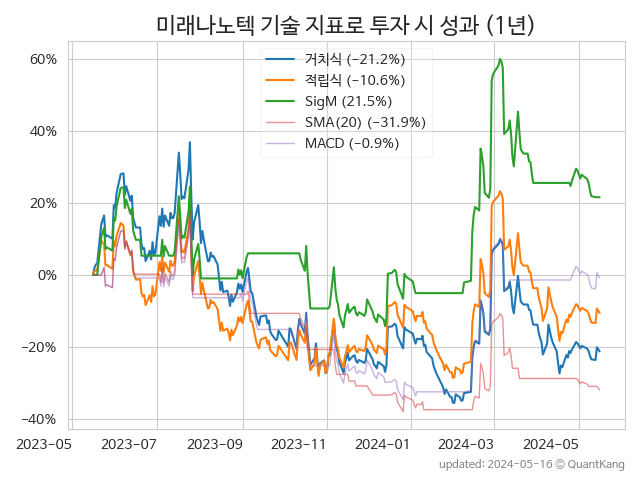 미래나노텍 기술 지표로 투자 시 성과 (1년)
60%
40%
20%
0%
−20%
−40%
거치식 (−21.2%)
적립식 (−10.6%)
SigM (21.5%)
SMA(20) (−31.9%)
MACD (−0.9%)
2023-05 2023-07 2023-09 2023-11 2024-01 2024-03 2024-05
updated: 2024-05-16 © QuantKang